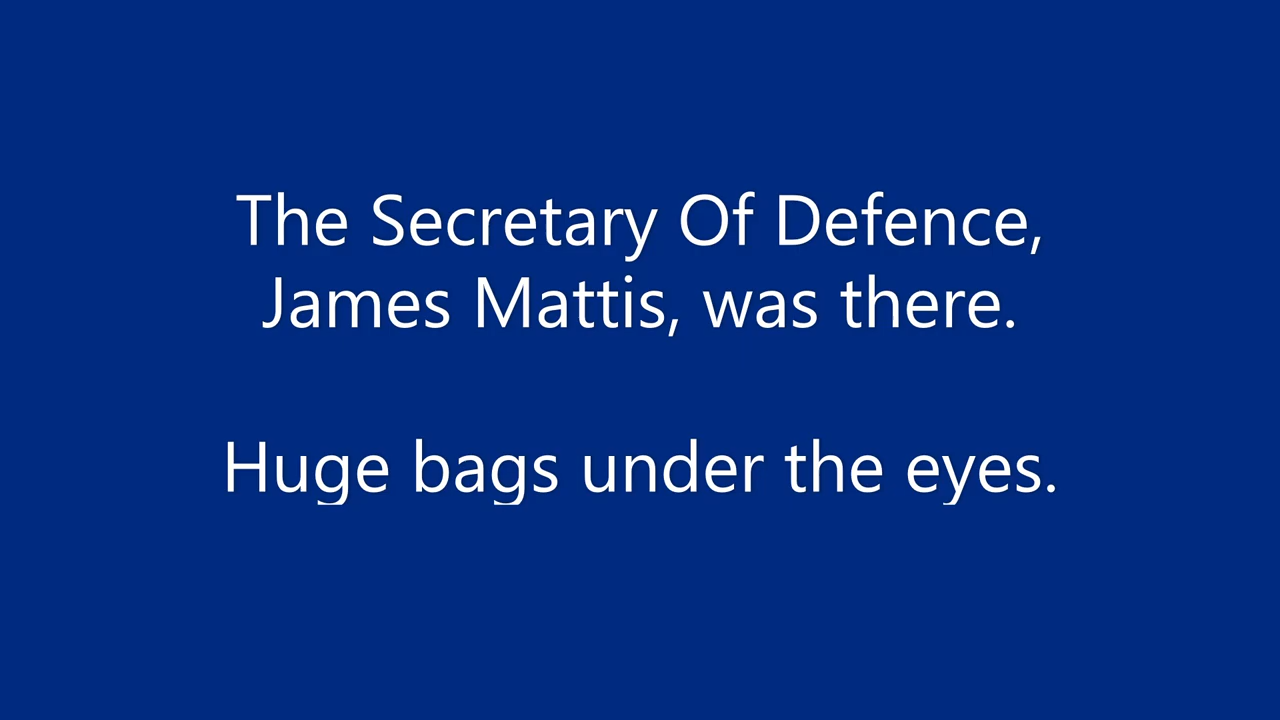 The Secretary Of Defence,
James Mattis, was there.
Huge bags under the eyes.